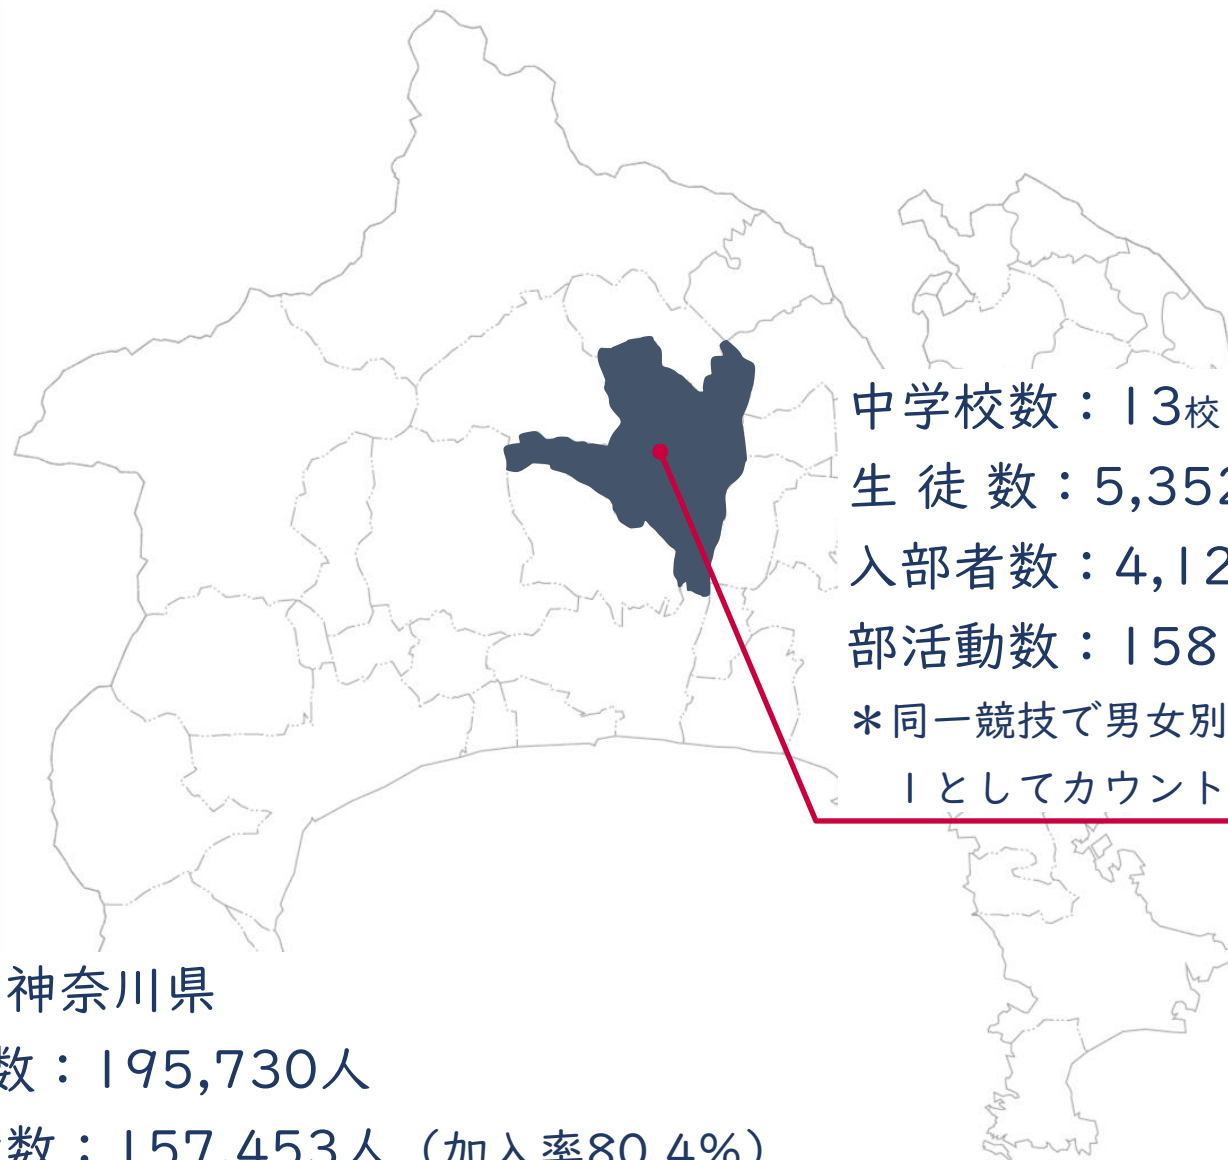 中学校数：13校
生 徒 数：5,352
入部者数：4,12
部活動数：158
＊同一競技で男女別
1としてカウント
神奈川県
数：195,730人
数：157,453人（加入率80.4%）